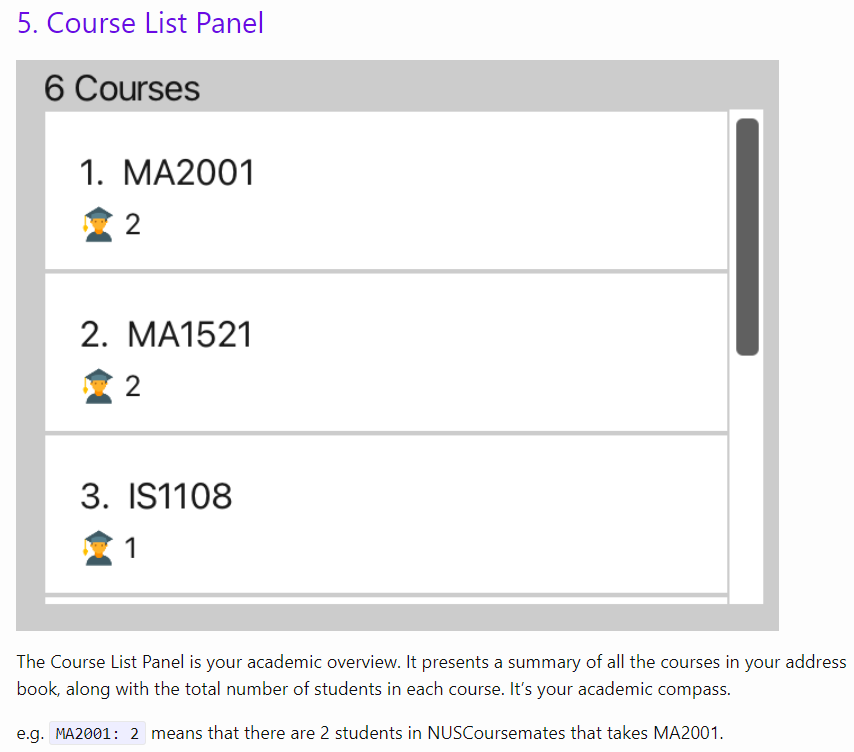 5. Course List Panel
6 Courses
1. MA2001
2
2. MA1521
2
3. IS1108
1
The Course List Panel is your academic overview. It presents a summary of all the courses in your address
book, along with the total number of students in each course. It’s your academic compass.
e.g. MA2001: 2 means that there are 2 students in NUSCoursemates that takes MA2001.